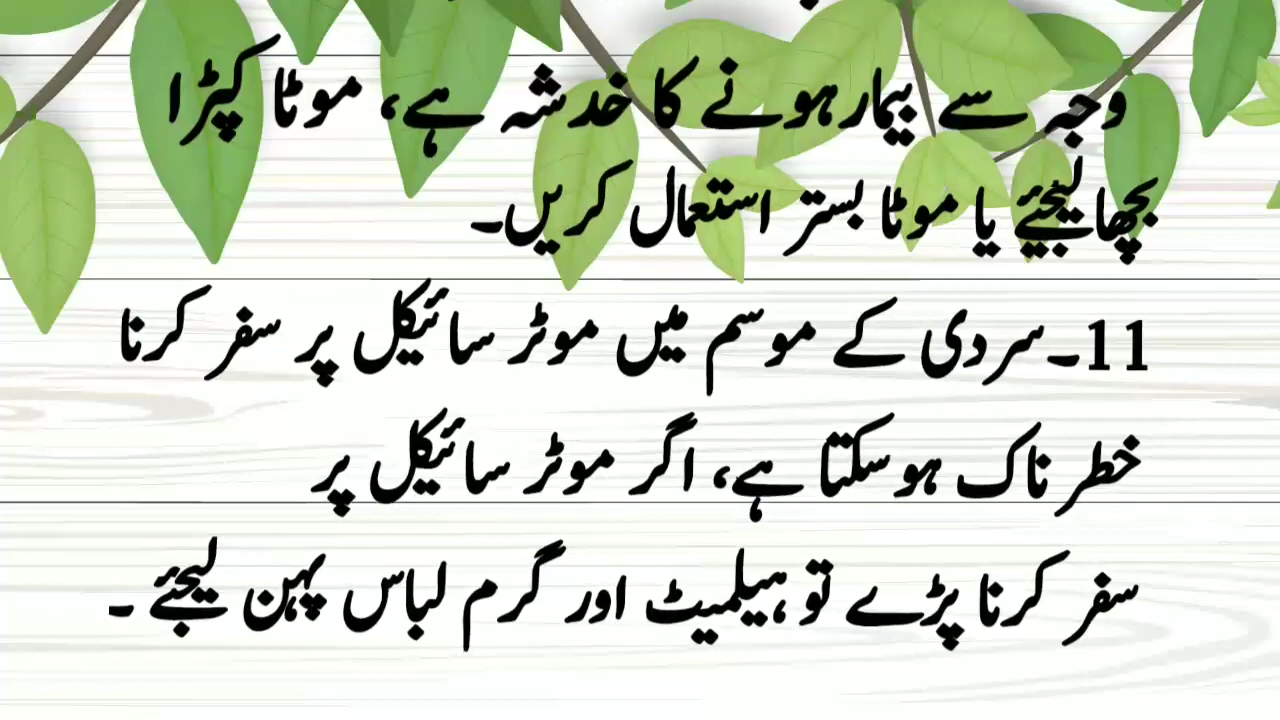 وجہ سے بیمار ہونے کا خدشہ ہے، موٹا کپڑا
بچھا لیجئے یا موٹا بستر استعمال کریں۔
11۔سردی کے موسم میں موٹر سائیکل پر سفر کرنا
خطرناک ہوسکتا ہے، اگر موٹر سائیکل پر
سفر کرنا پڑے تو ہیلمیٹ اور گرم لباس پہن لیجئے ۔